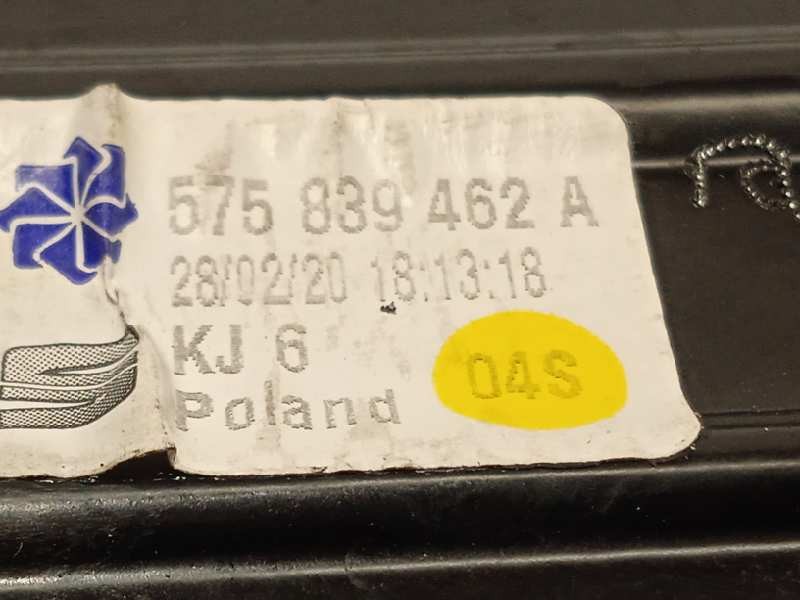 575 839 462 A
28/02/20 18:13:18
KJ 6
Poland 04S